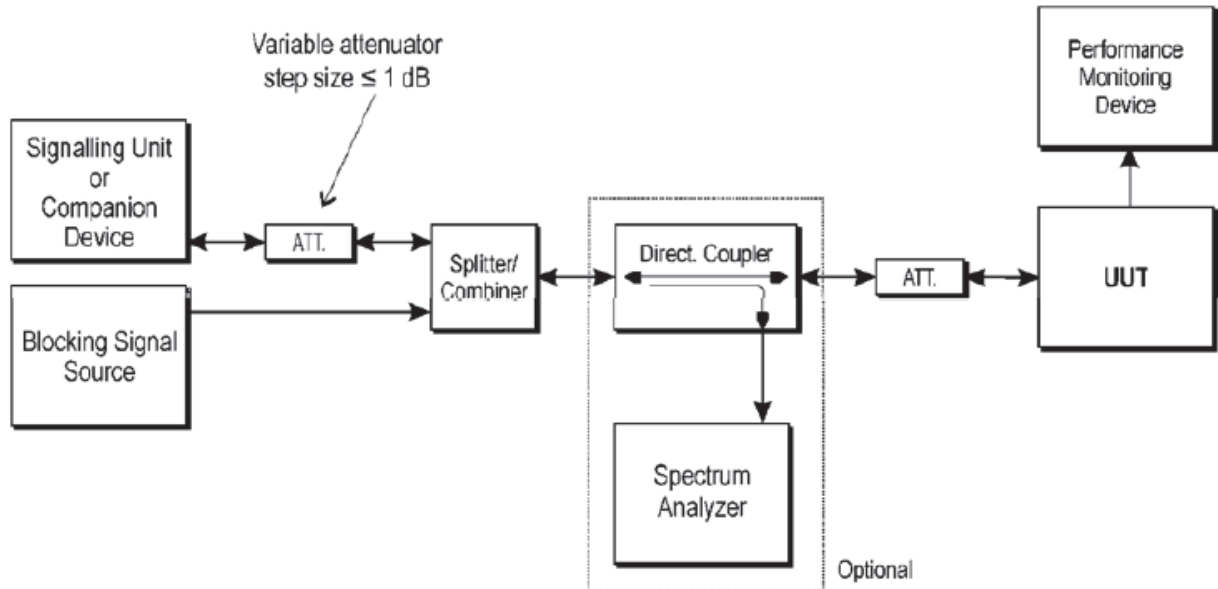 Variable attenuator
step size ≤ 1 dB
Performance
Monitoring
Device
Signalling Unit
or
Companion
Device
ATT.
Splitter/
Combiner
Direct. Coupler
ATT.
UUT
Blocking Signal
Source
Spectrum
Analyzer
Optional